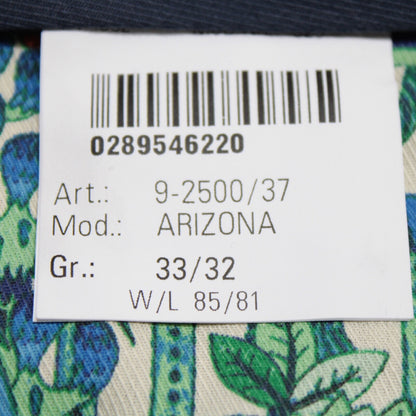 0289546220
Art.: 9-2500/37
Mod.: ARIZONA
Gr.: 33/32
W/L 85/81